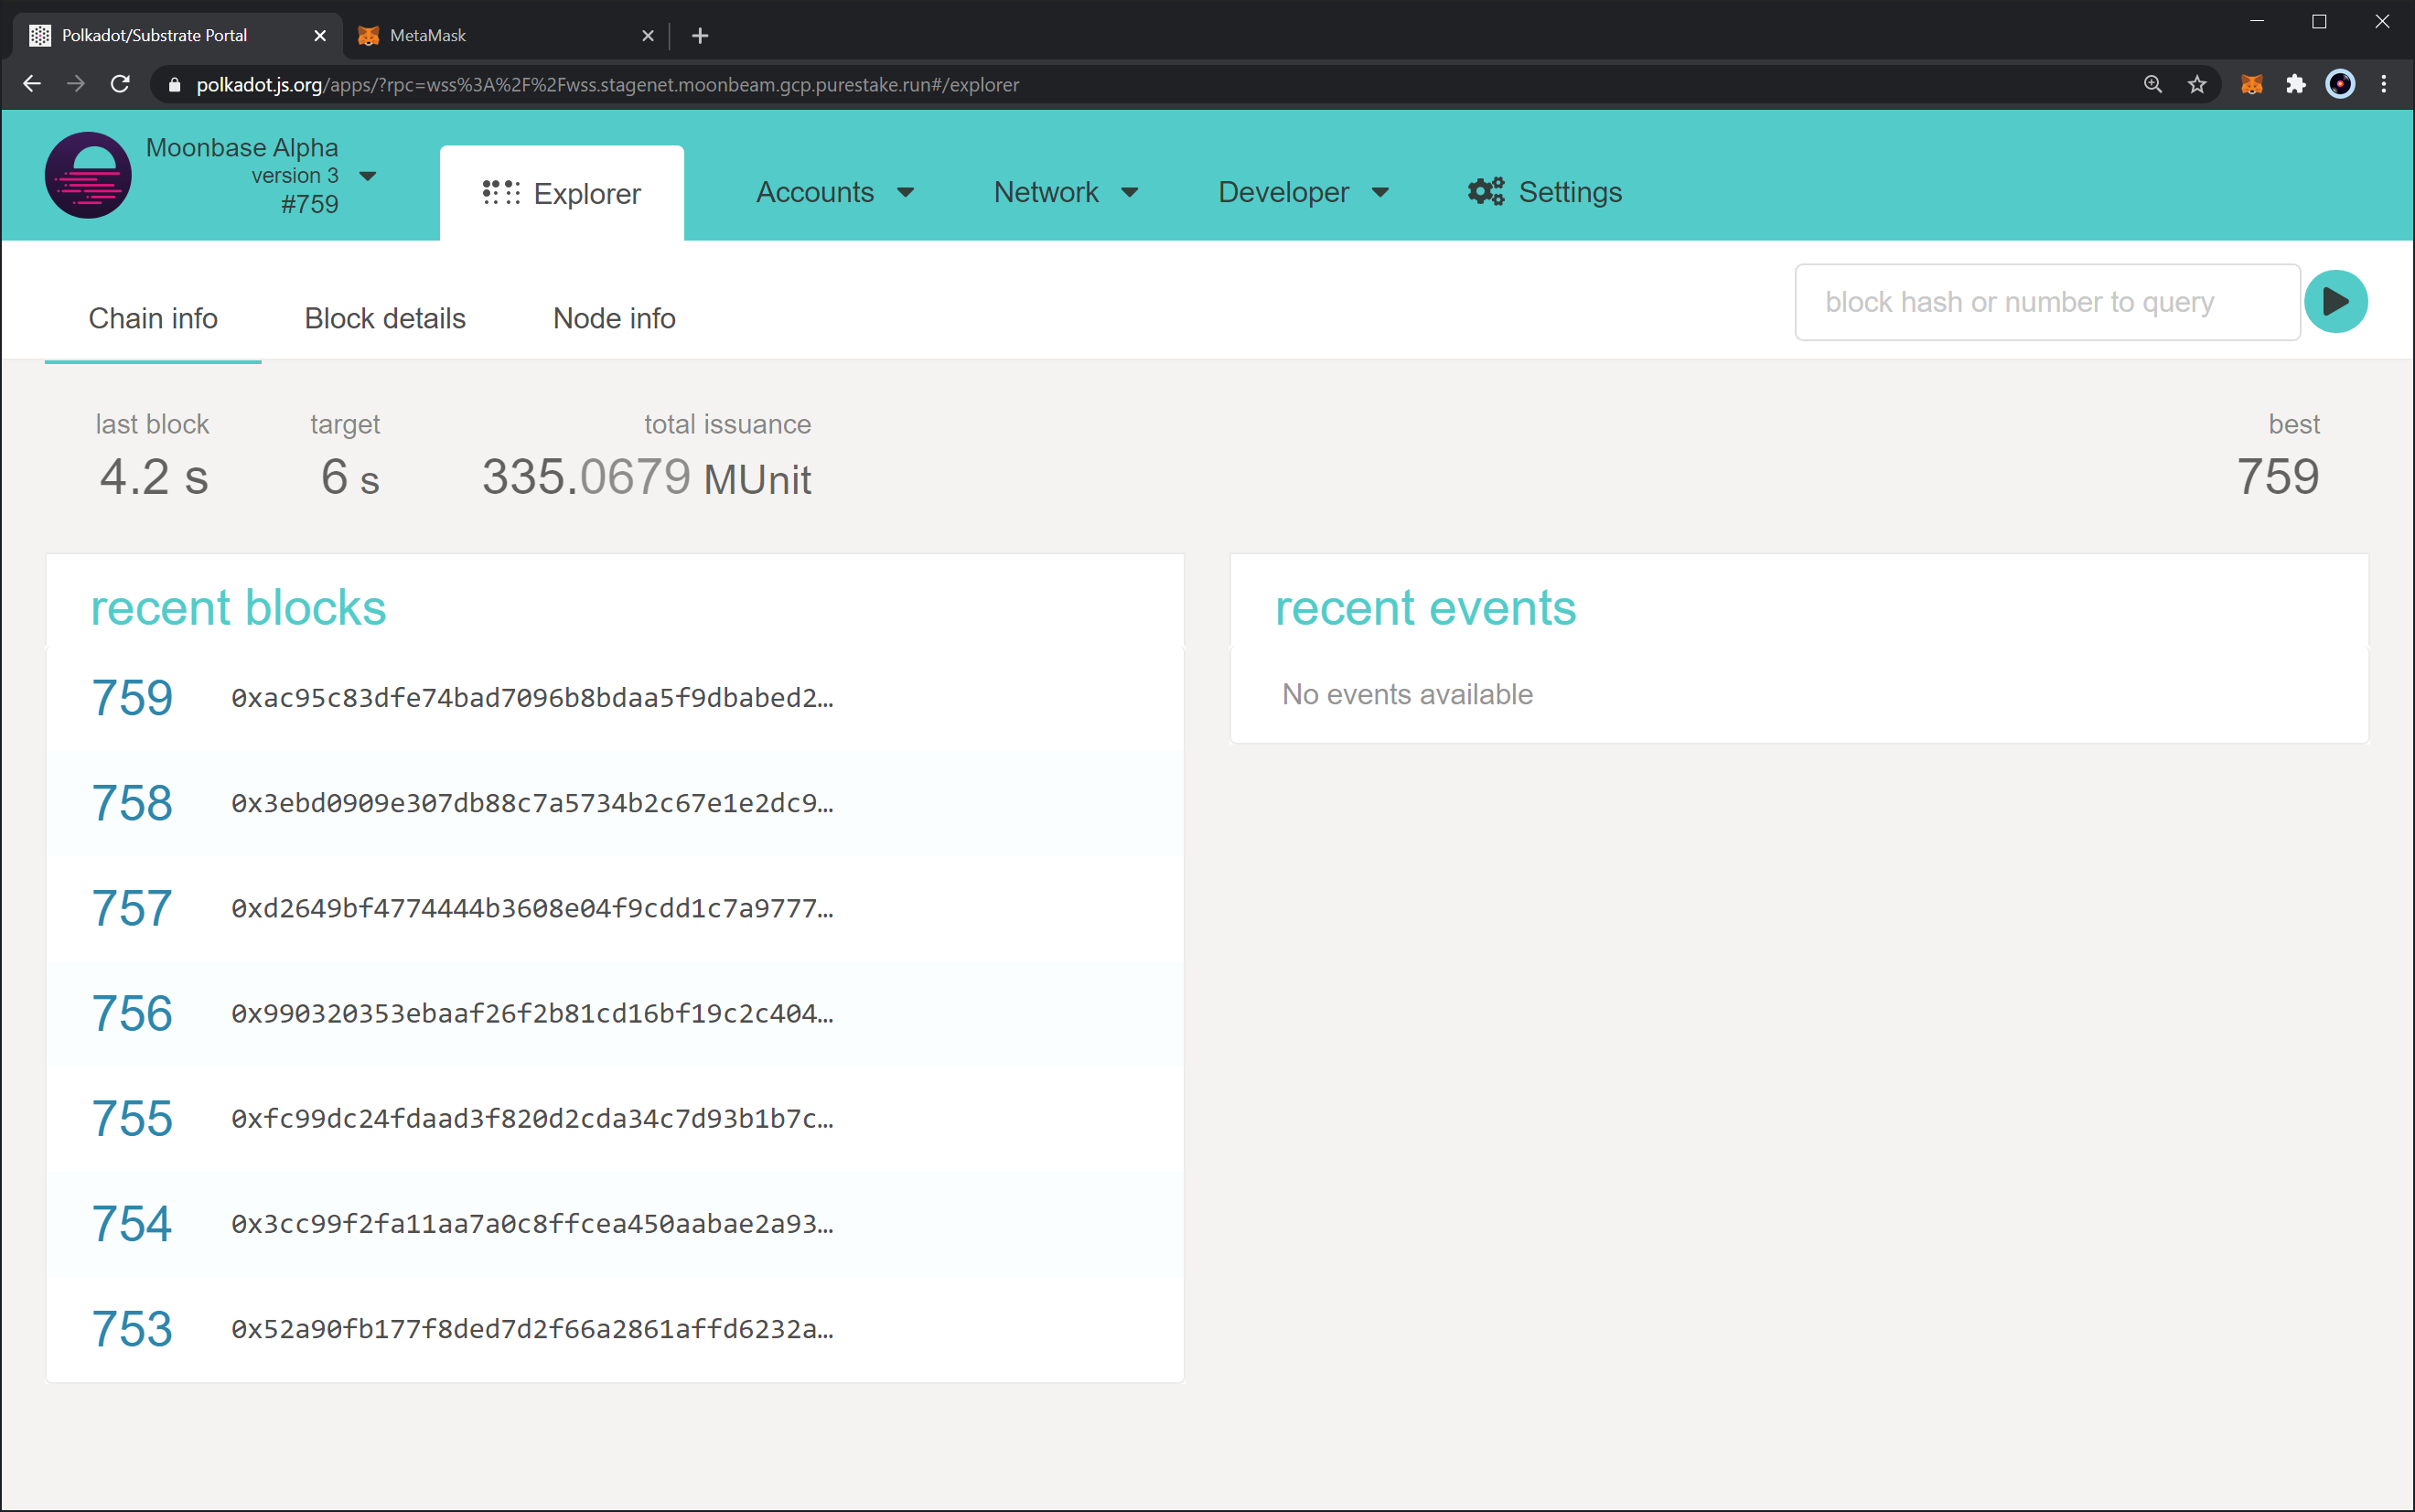 Polkadot/Substrate Portal
MetaMask
polkadot.js.org/apps/?rpc=wss%3A%2F%2Fwss.stagenet.moonbeam.gcp.purestake.run#/explorer
Moonbase Alpha
version 3
#759
Explorer
Accounts
Network
Developer
Settings
Chain info
Block details
Node info
block hash or number to query
last block
4.2 s
target
6 s
total issuance
335.0679 MUnit
best
759
recent blocks
759 0xac95c83dfe74bad7096b8bdaa5f9dbabed2…
758 0x3ebd0909e307db88c7a5734b2c67e1e2dc9…
757 0xd2649bf4774444b3608e04f9cdd1c7a9777…
756 0x990320353ebaaf26f2b81cd16bf19c2c404…
755 0xfc99dc24fdaad3f820d2cda34c7d93b1b7c…
754 0x3cc99f2fa11aa7a0c8ffcea450aabae2a93…
753 0x52a90fb177f8ded7d2f66a2861affd6232a…
recent events
No events available